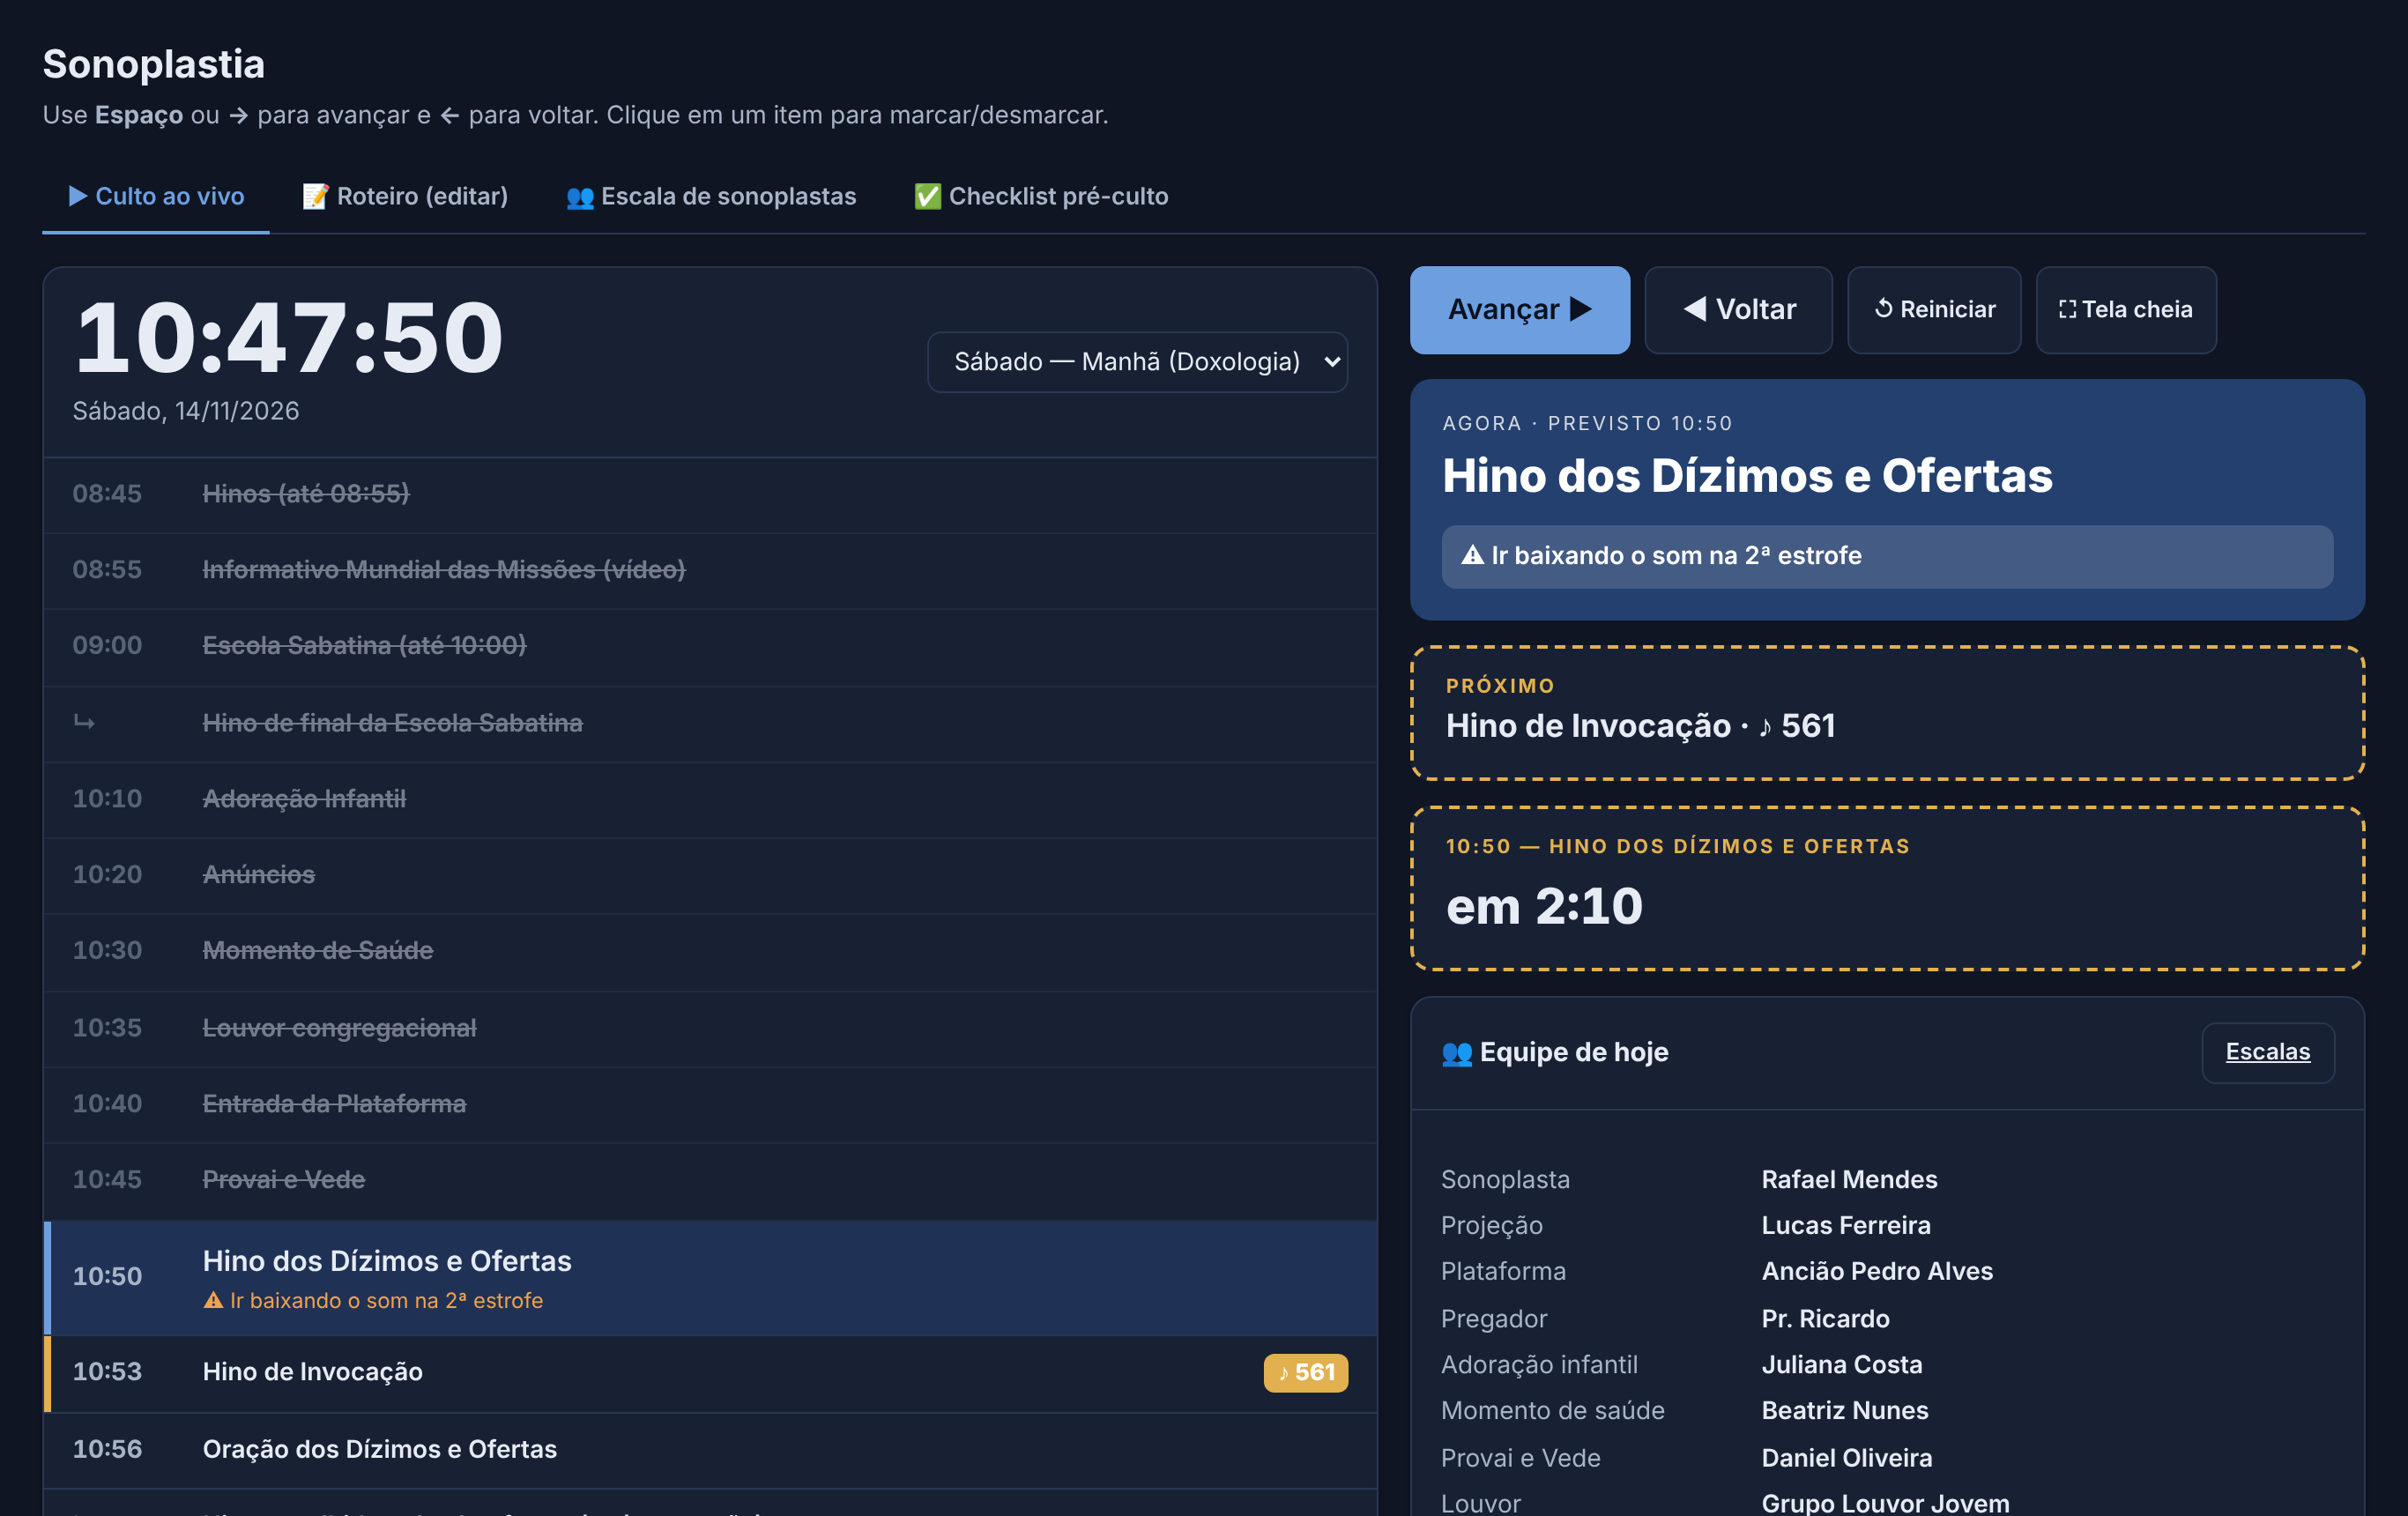 Sonoplastia
Use Espaço ou → para avançar e ← para voltar. Clique em um item para marcar/desmarcar.
▶ Culto ao vivo
📝 Roteiro (editar)
👥 Escala de sonoplastas
✅ Checklist pré-culto
10:47:50
Sábado, 14/11/2026
Sábado — Manhã (Doxologia)
08:45 Hinos (até 08:55)
08:55 Informativo Mundial das Missões (vídeo)
09:00 Escola Sabatina (até 10:00)
↳ Hino de final da Escola Sabatina
10:10 Adoração Infantil
10:20 Anúncios
10:30 Momento de Saúde
10:35 Louvor congregacional
10:40 Entrada da Plataforma
10:45 Provai e Vede
10:50 Hino dos Dízimos e Ofertas
⚠ Ir baixando o som na 2ª estrofe
10:53 Hino de Invocação ♪ 561
10:56 Oração dos Dízimos e Ofertas
Avançar ▶
◀ Voltar
↺ Reiniciar
⛶ Tela cheia
AGORA · PREVISTO 10:50
Hino dos Dízimos e Ofertas
⚠ Ir baixando o som na 2ª estrofe
PRÓXIMO
Hino de Invocação · ♪ 561
10:50 — HINO DOS DÍZIMOS E OFERTAS
em 2:10
👥 Equipe de hoje
Escalas
Sonoplasta Rafael Mendes
Projeção Lucas Ferreira
Plataforma Ancião Pedro Alves
Pregador Pr. Ricardo
Adoração infantil Juliana Costa
Momento de saúde Beatriz Nunes
Provai e Vede Daniel Oliveira
Louvor Grupo Louvor Jovem